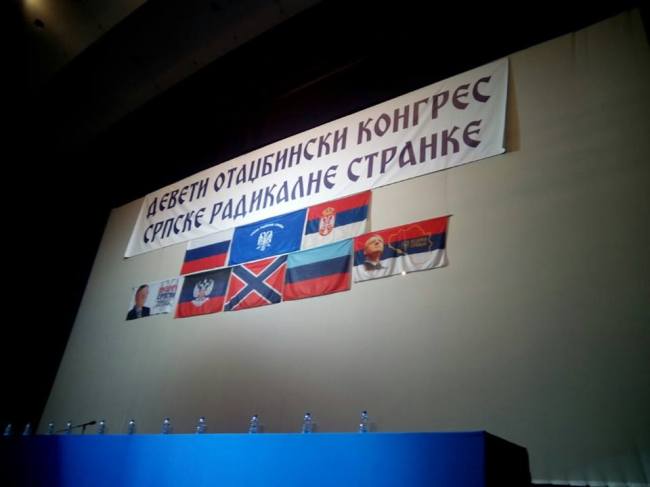 ДЕВЕТИ ОТАЏБИНСКИ КОНГРЕС
СРПСКЕ РАДИКАЛНЕ СТРАНКЕ